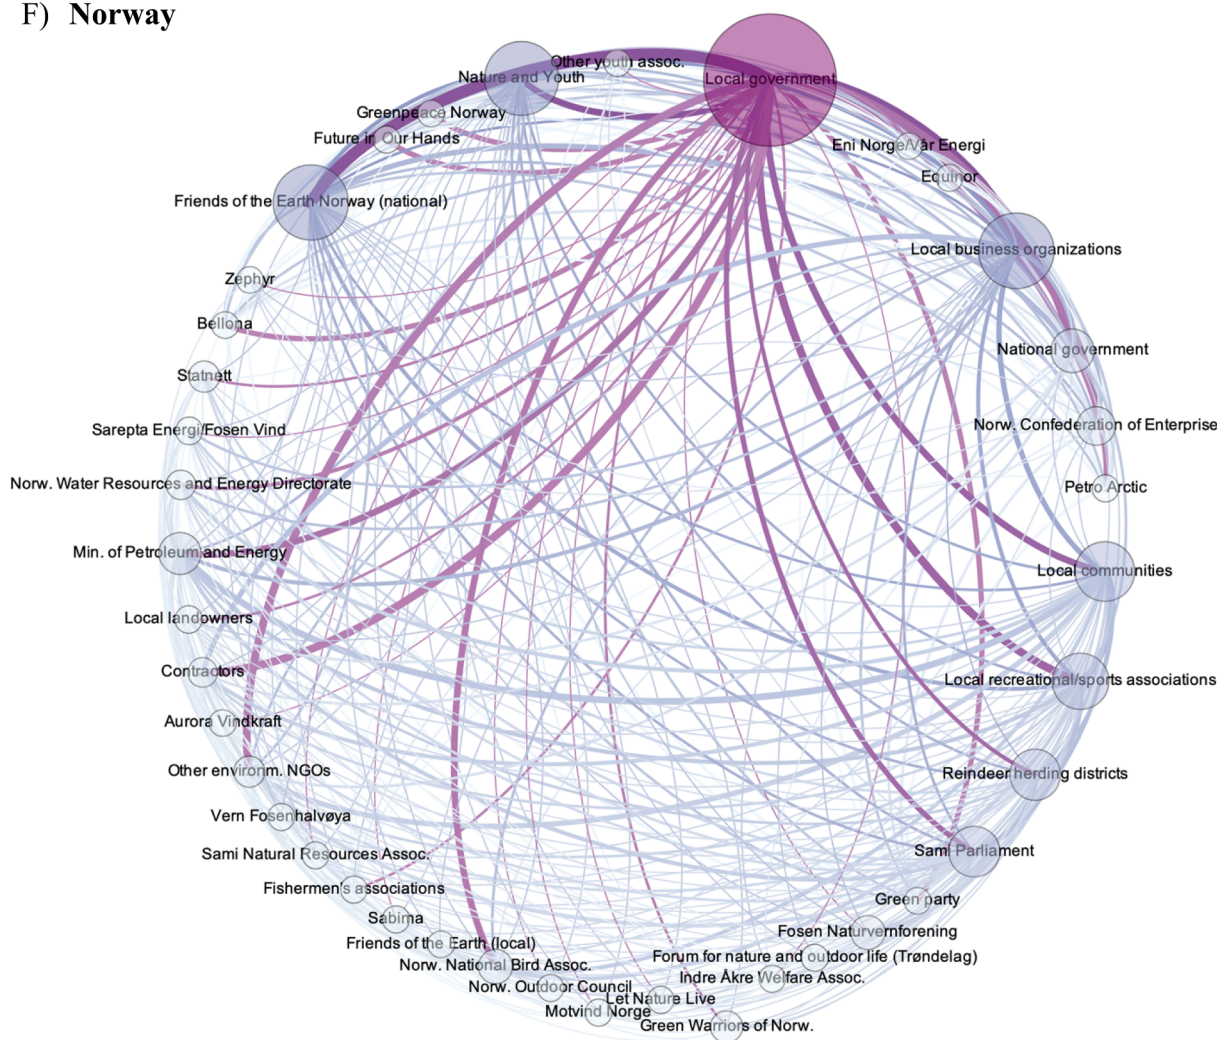 F) Norway
Other youth assoc.
Nature and Youth
Local government
Greenpeace Norway
Future in Our Hands
Eni Norge/Vår Energi
Equinor
Friends of the Earth Norway (national)
Local business organizations
Zephyr
Bellona
National government
Statnett
Norw. Confederation of Enterprise
Sarepta Energi/Fosen Vind
Norw. Water Resources and Energy Directorate
Petro Arctic
Min. of Petroleum and Energy
Local communities
Local landowners
Contractors
Local recreational/sports associations
Aurora Vindkraft
Other environm. NGOs
Reindeer herding districts
Vern Fosenhalvøya
Sami Natural Resources Assoc.
Sami Parliament
Fishermen's associations
Green party
Sabima
Fosen Naturvernforening
Friends of the Earth (local)
Forum for nature and outdoor life (Trøndelag)
Norw. National Bird Assoc.
Indre Åkre Welfare Assoc.
Norw. Outdoor Council
Let Nature Live
Motvind Norge
Green Warriors of Norw.